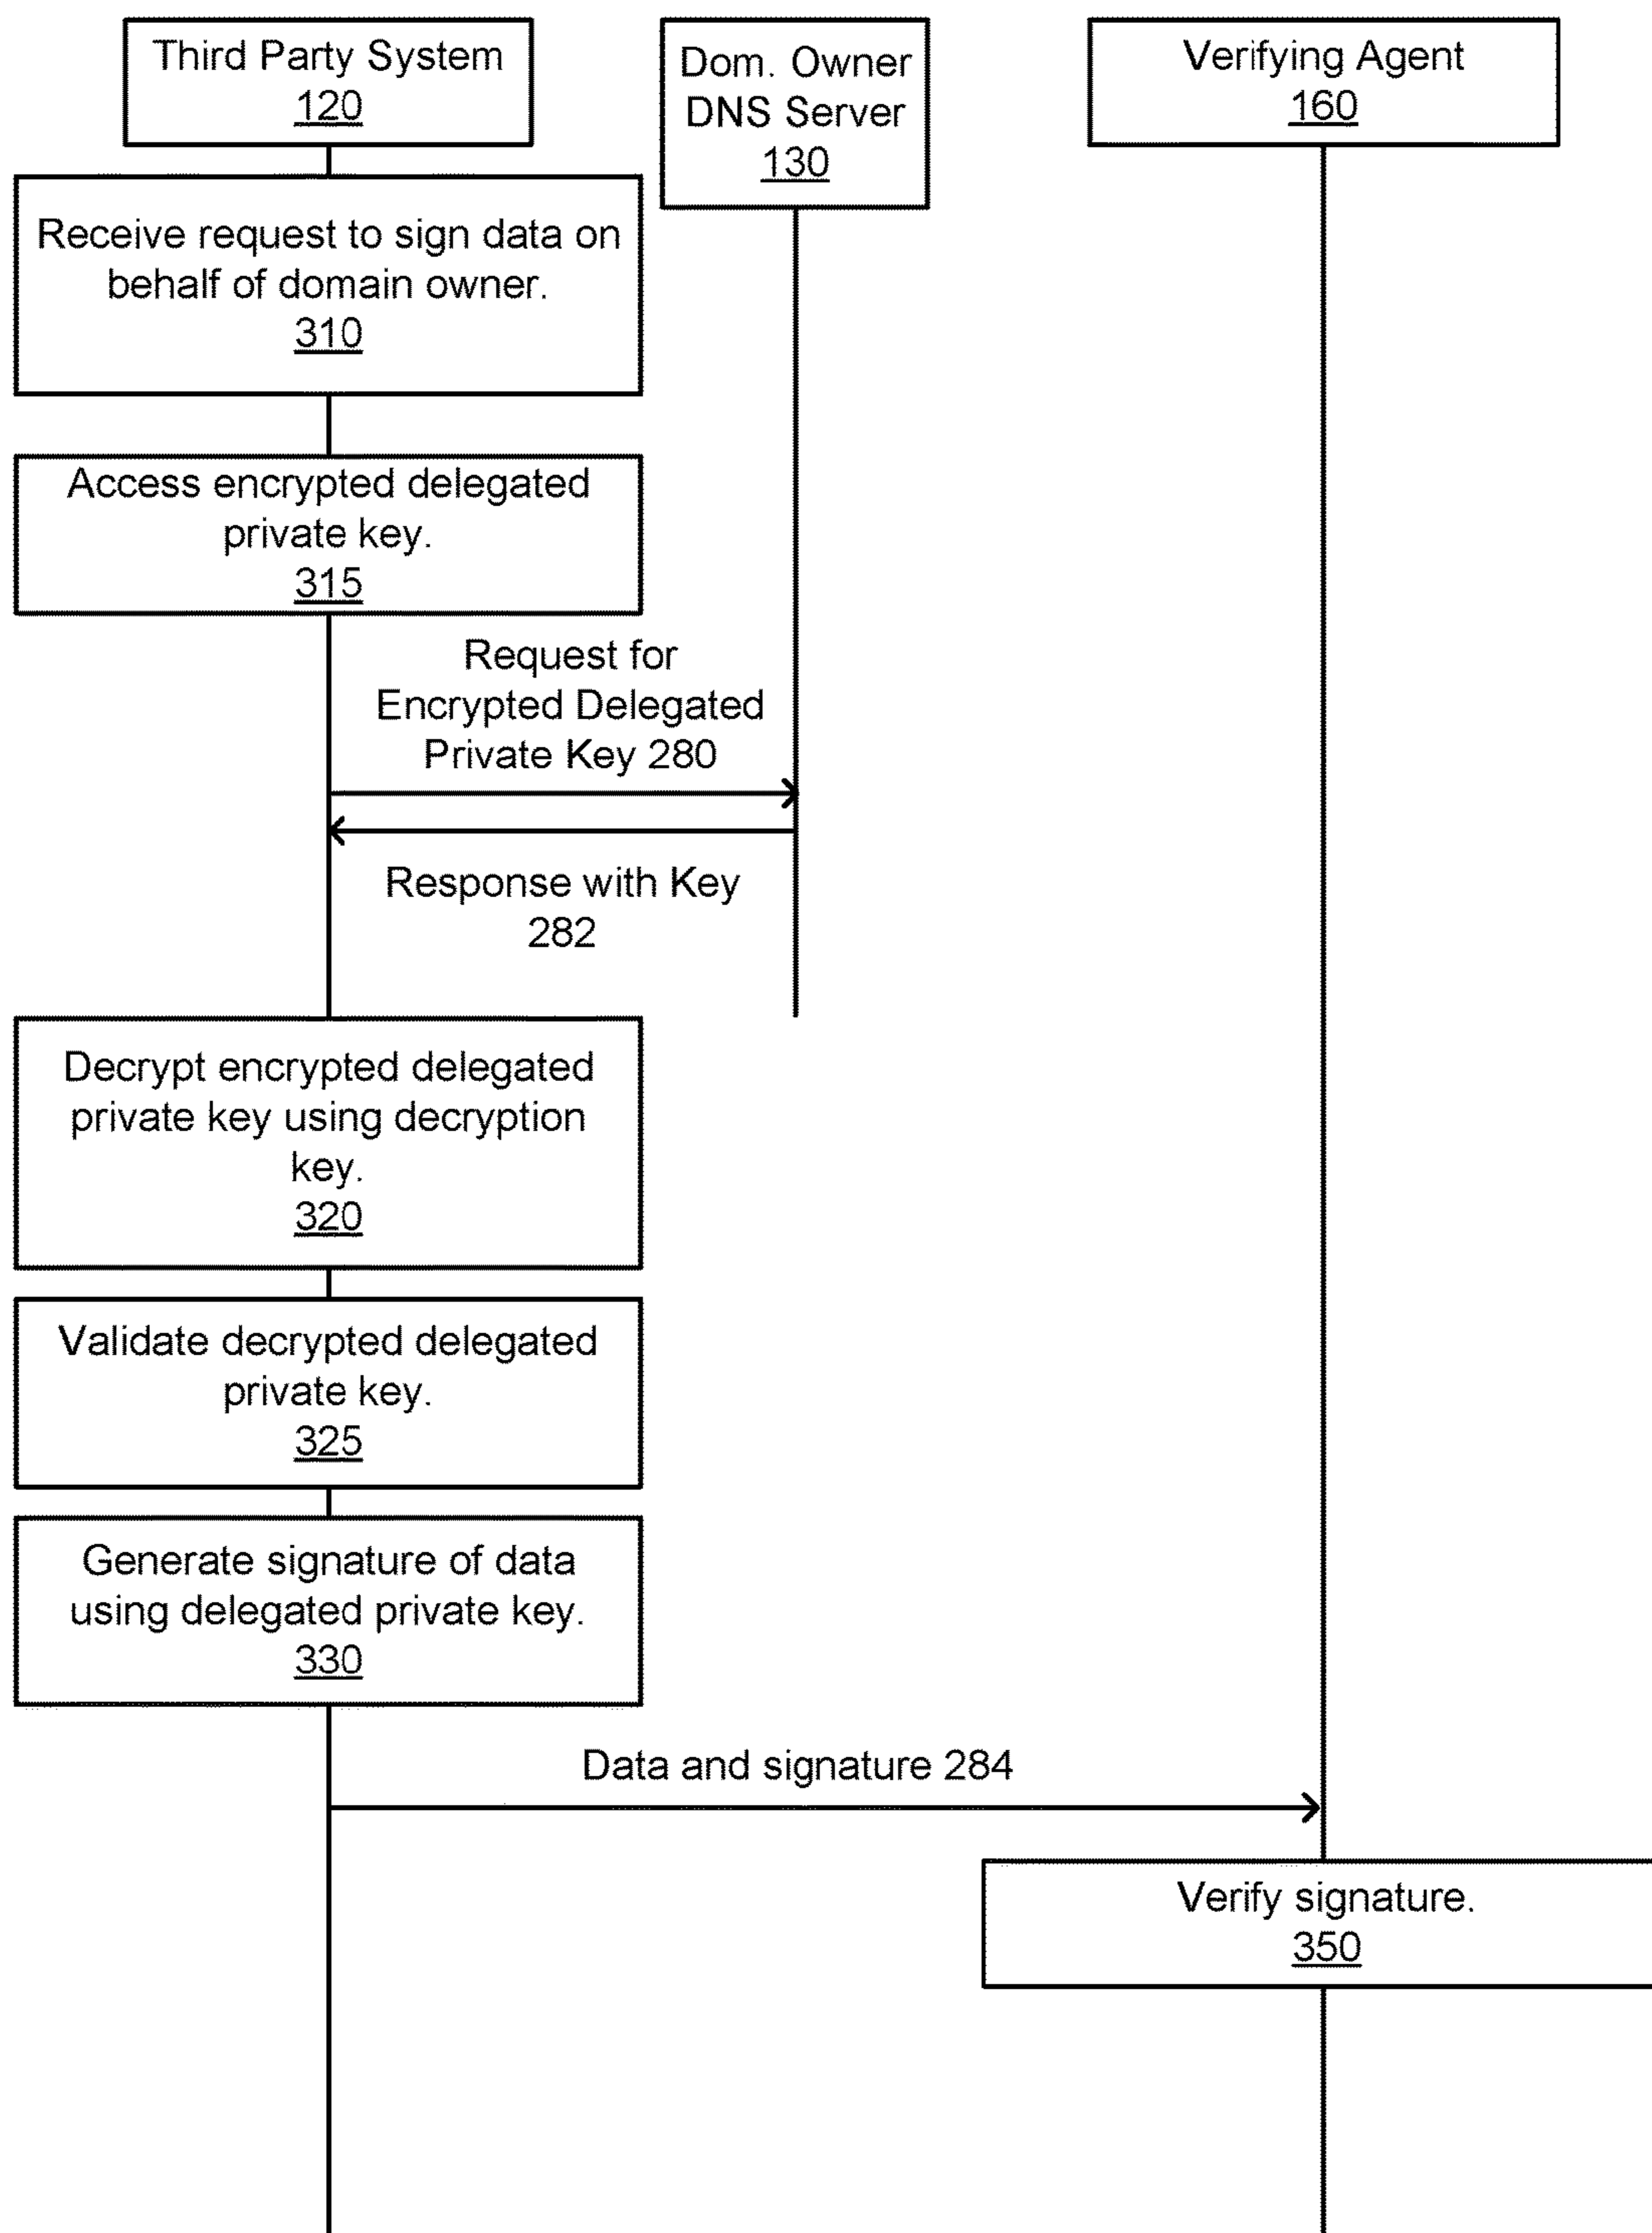 Third Party System
120
Dom. Owner
DNS Server
130
Verifying Agent
160
Receive request to sign data on
behalf of domain owner.
310
Access encrypted delegated
private key.
315
Request for
Encrypted Delegated
Private Key 280
Response with Key
282
Decrypt encrypted delegated
private key using decryption
key.
320
Validate decrypted delegated
private key.
325
Generate signature of data
using delegated private key.
330
Data and signature 284
Verify signature.
350